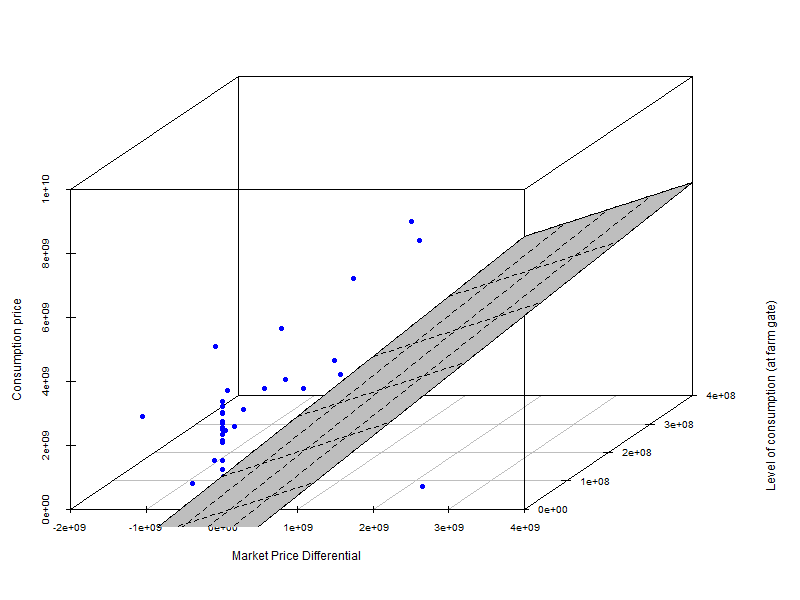 1e+10
8e+09
6e+09
4e+09
2e+09
0e+00
Consumption price
-2e+09 -1e+09 0e+00 1e+09 2e+09 3e+09 4e+09
Market Price Differential
0e+00
1e+08
2e+08
3e+08
4e+08
Level of consumption (at farm gate)